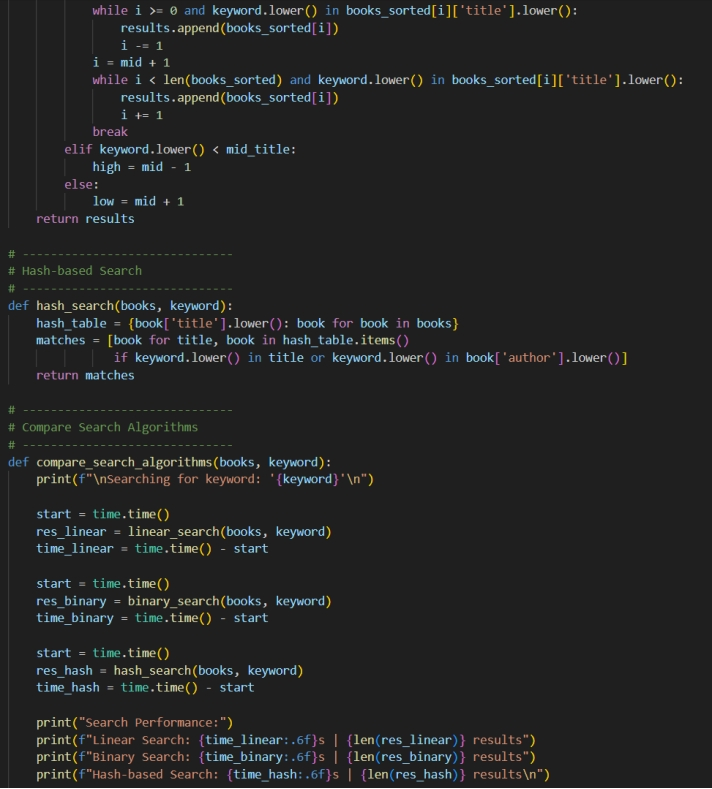 while i >= 0 and keyword.lower() in books_sorted[i]['title'].lower():
                results.append(books_sorted[i])
                i -= 1
            i = mid + 1
            while i < len(books_sorted) and keyword.lower() in books_sorted[i]['title'].lower():
                results.append(books_sorted[i])
                i += 1
            break
        elif keyword.lower() < mid_title:
            high = mid - 1
        else:
            low = mid + 1
    return results

# ------------------------------
# Hash-based Search
# ------------------------------
def hash_search(books, keyword):
    hash_table = {book['title'].lower(): book for book in books}
    matches = [book for title, book in hash_table.items()
               if keyword.lower() in title or keyword.lower() in book['author'].lower()]
    return matches

# ------------------------------
# Compare Search Algorithms
# ------------------------------
def compare_search_algorithms(books, keyword):
    print(f"\nSearching for keyword: '{keyword}'\n")

    start = time.time()
    res_linear = linear_search(books, keyword)
    time_linear = time.time() - start

    start = time.time()
    res_binary = binary_search(books, keyword)
    time_binary = time.time() - start

    start = time.time()
    res_hash = hash_search(books, keyword)
    time_hash = time.time() - start

    print("Search Performance:")
    print(f"Linear Search: {time_linear:.6f}s | {len(res_linear)} results")
    print(f"Binary Search: {time_binary:.6f}s | {len(res_binary)} results")
    print(f"Hash-based Search: {time_hash:.6f}s | {len(res_hash)} results\n")